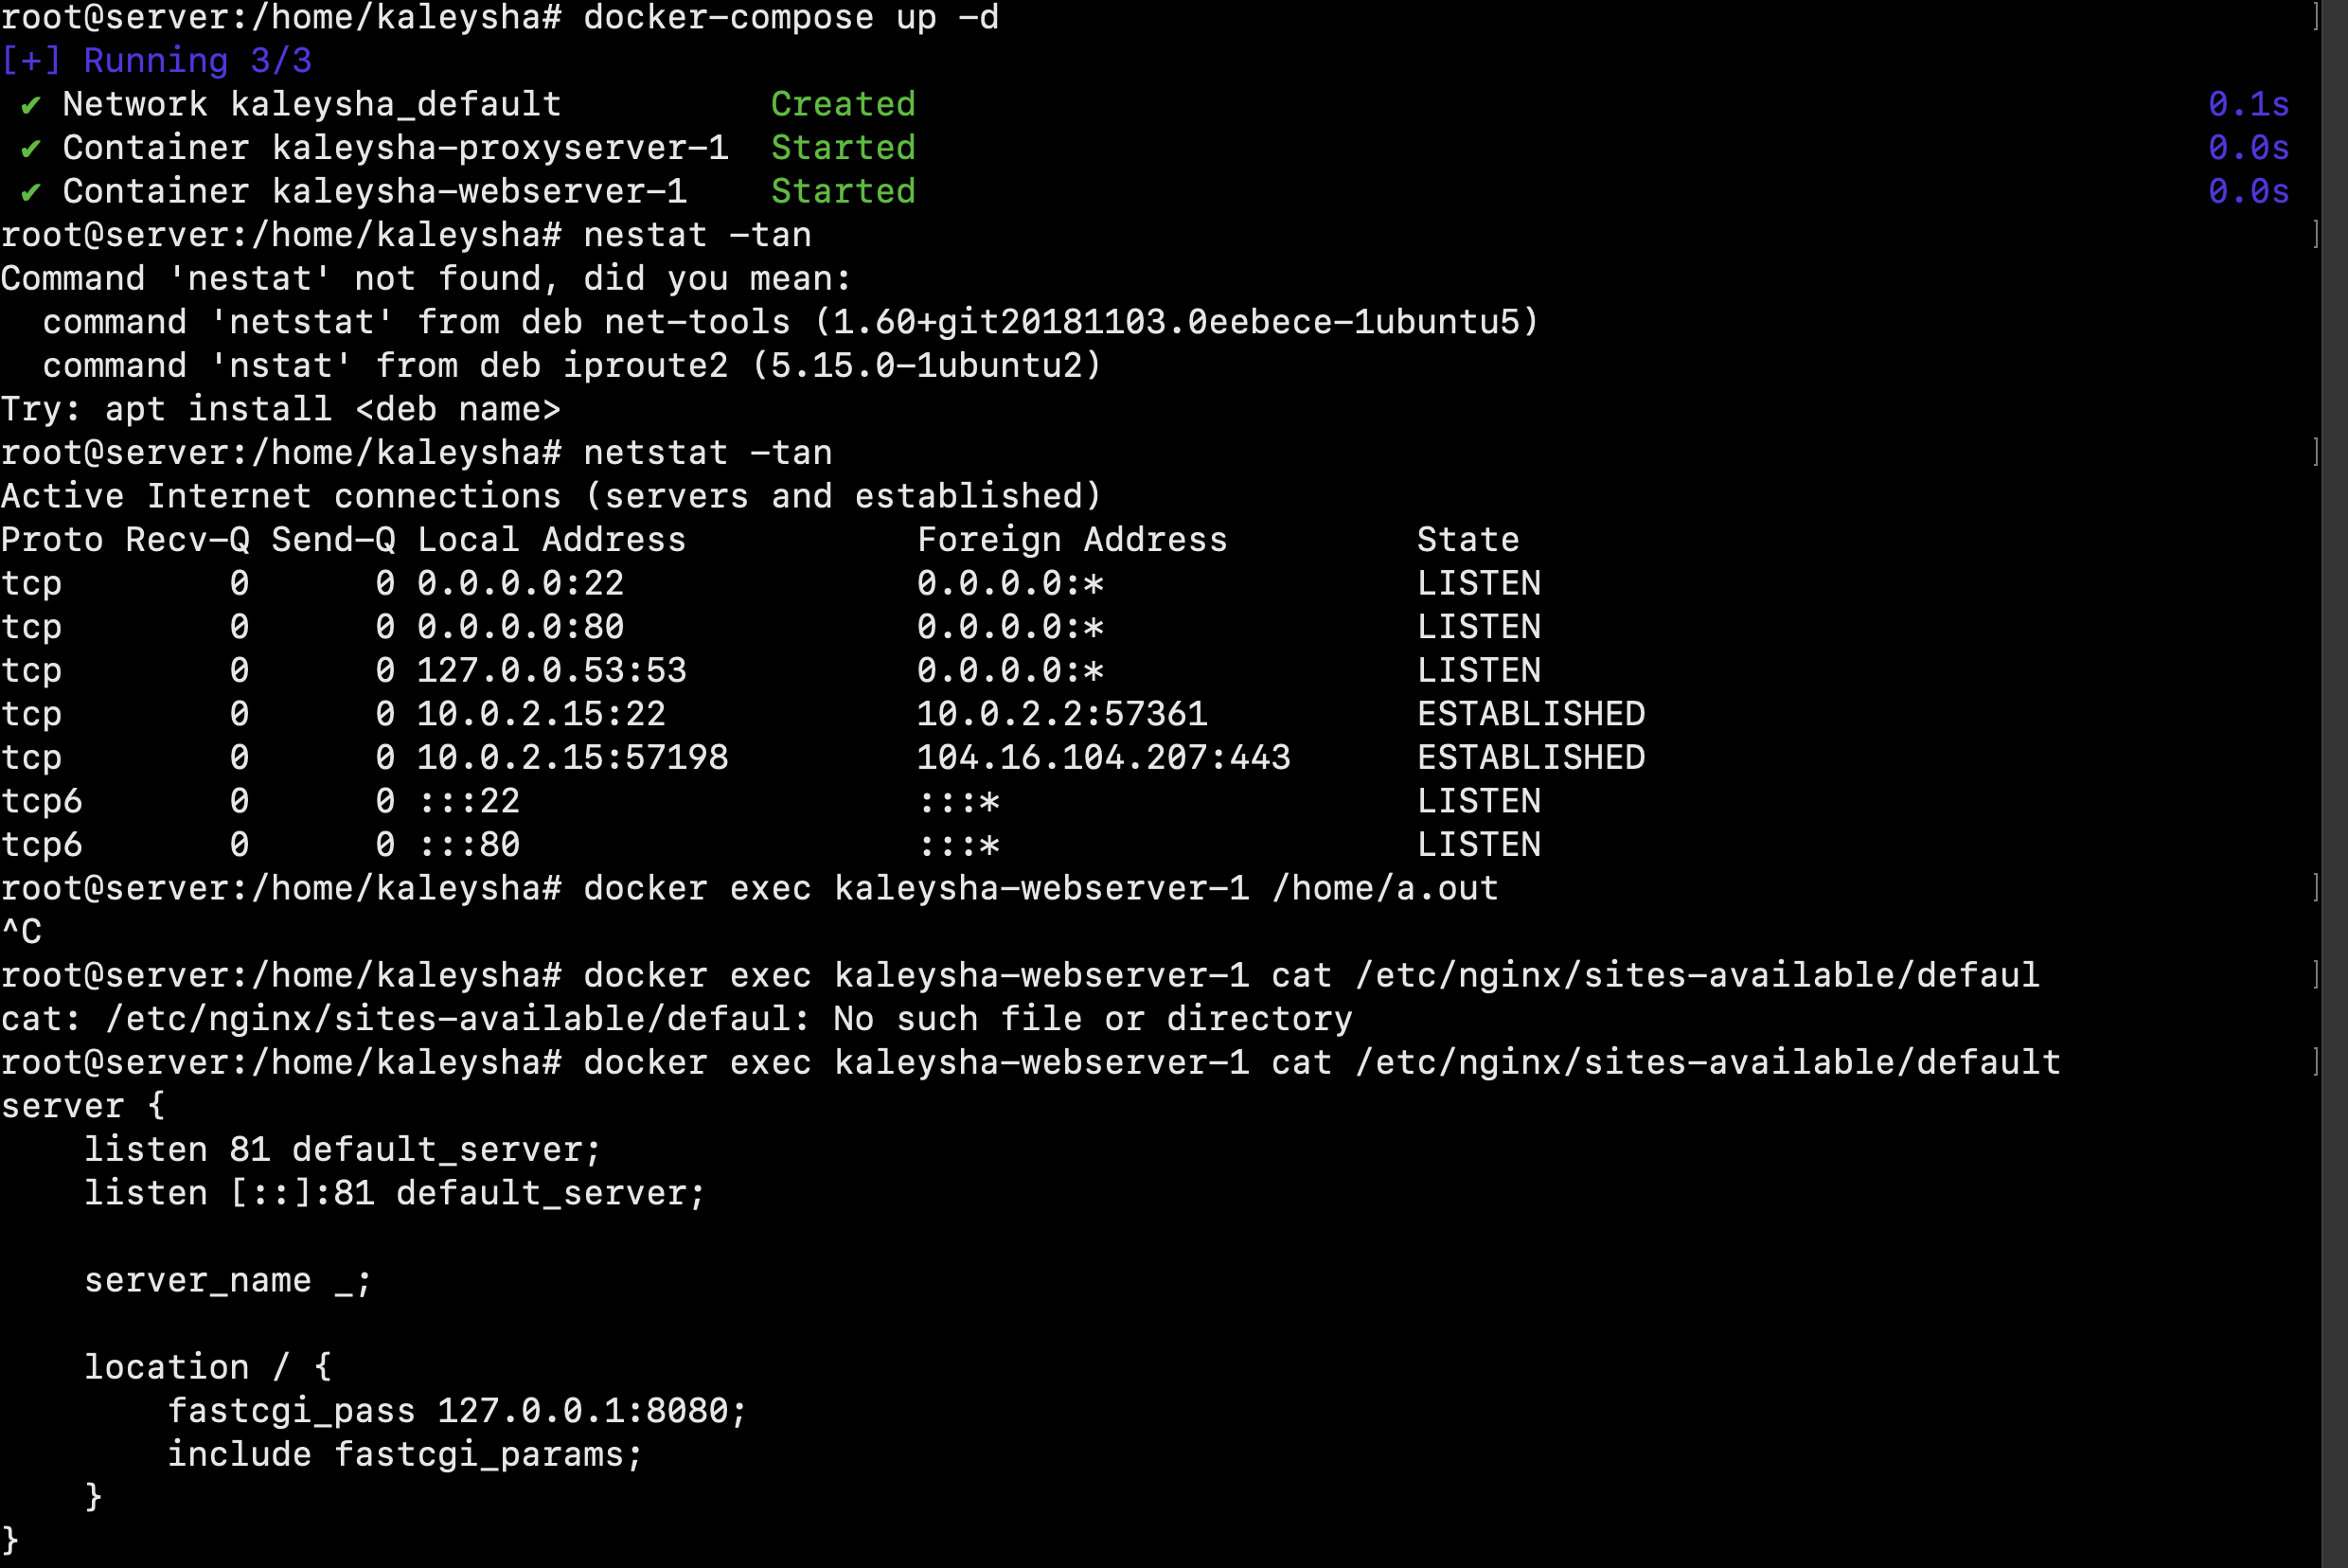 root@server:/home/kaleysha# docker-compose up -d
[+] Running 3/3
 ✔ Network kaleysha_default          Created                                                              0.1s
 ✔ Container kaleysha-proxyserver-1  Started                                                              0.0s
 ✔ Container kaleysha-webserver-1    Started                                                              0.0s
root@server:/home/kaleysha# nestat -tan
Command 'nestat' not found, did you mean:
  command 'netstat' from deb net-tools (1.60+git20181103.0eebece-1ubuntu5)
  command 'nstat' from deb iproute2 (5.15.0-1ubuntu2)
Try: apt install <deb name>
root@server:/home/kaleysha# netstat -tan
Active Internet connections (servers and established)
Proto Recv-Q Send-Q Local Address           Foreign Address         State
tcp        0      0 0.0.0.0:22              0.0.0.0:*               LISTEN
tcp        0      0 0.0.0.0:80              0.0.0.0:*               LISTEN
tcp        0      0 127.0.0.53:53           0.0.0.0:*               LISTEN
tcp        0      0 10.0.2.15:22            10.0.2.2:57361          ESTABLISHED
tcp        0      0 10.0.2.15:57198         104.16.104.207:443      ESTABLISHED
tcp6       0      0 :::22                   :::*                    LISTEN
tcp6       0      0 :::80                   :::*                    LISTEN
root@server:/home/kaleysha# docker exec kaleysha-webserver-1 /home/a.out
^C
root@server:/home/kaleysha# docker exec kaleysha-webserver-1 cat /etc/nginx/sites-available/defaul
cat: /etc/nginx/sites-available/defaul: No such file or directory
root@server:/home/kaleysha# docker exec kaleysha-webserver-1 cat /etc/nginx/sites-available/default
server {
    listen 81 default_server;
    listen [::]:81 default_server;

    server_name _;

    location / {
        fastcgi_pass 127.0.0.1:8080;
        include fastcgi_params;
    }
}